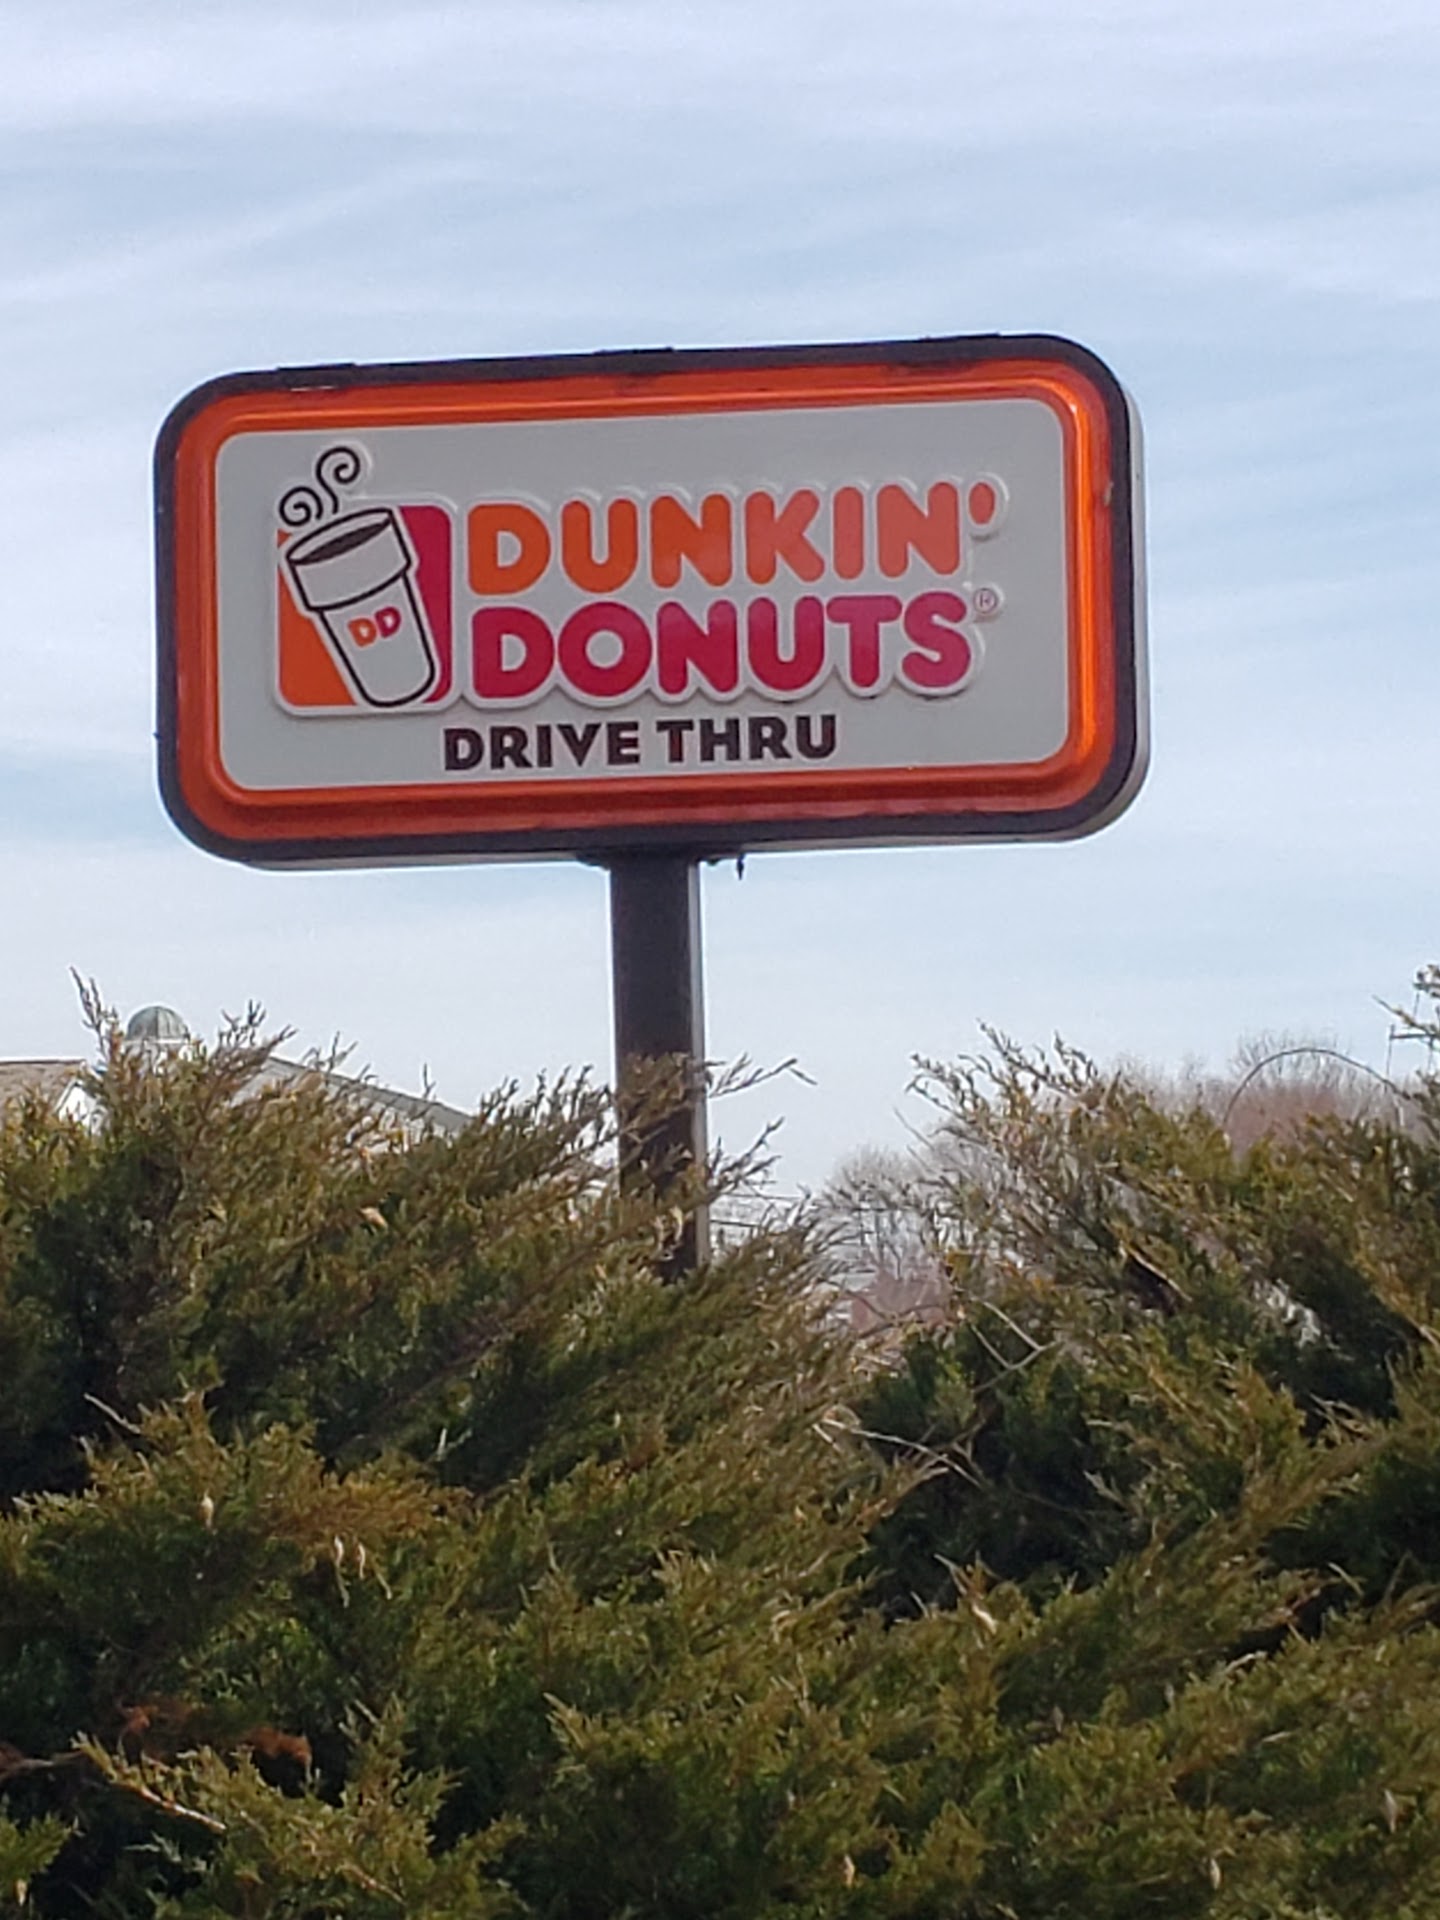 DD
DUNKIN'
DONUTS®
DRIVE THRU